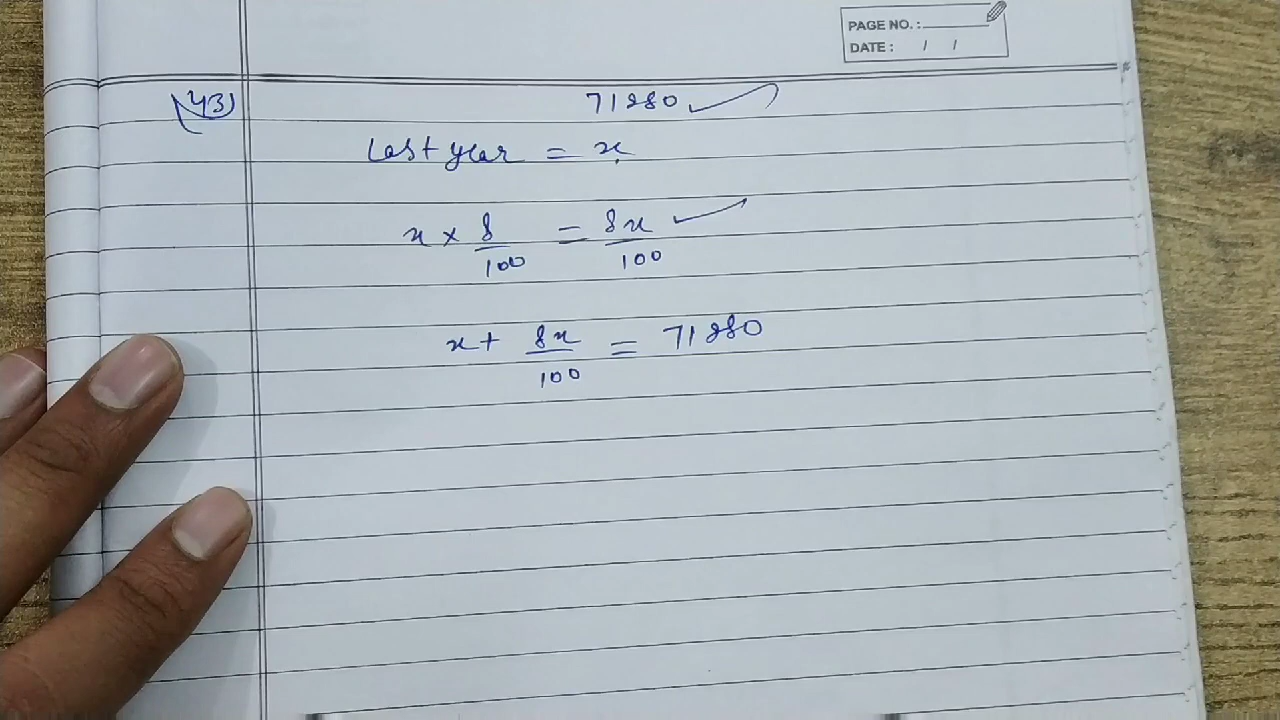 PAGE NO. :
DATE : / /
43) 71280
Last year = x
x × 8/100 = 8x/100
x + 8x/100 = 71280